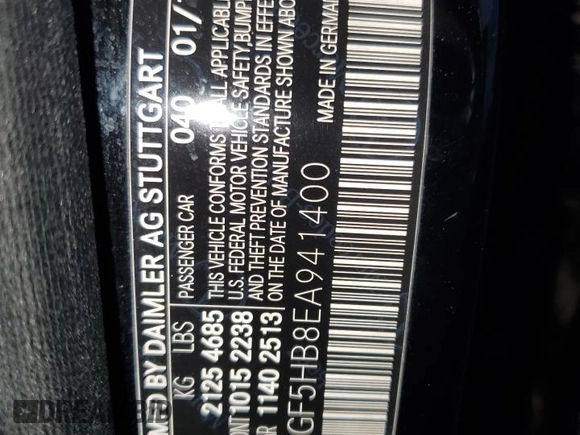 MED BY DAIMLER AG STUTTGART
KG LBS PASSENGER CAR 040 01/
2125 4685
ONT 1015 2238
R 1140 2513
THIS VEHICLE CONFORMS TO ALL APPLICABLE
U.S. FEDERAL MOTOR VEHICLE SAFETY BUMP
AND THEFT PREVENTION STANDARDS IN EFFE
ON THE DATE OF MANUFACTURE SHOWN ABO
GF5HB8EA941400
MADE IN GERMAN